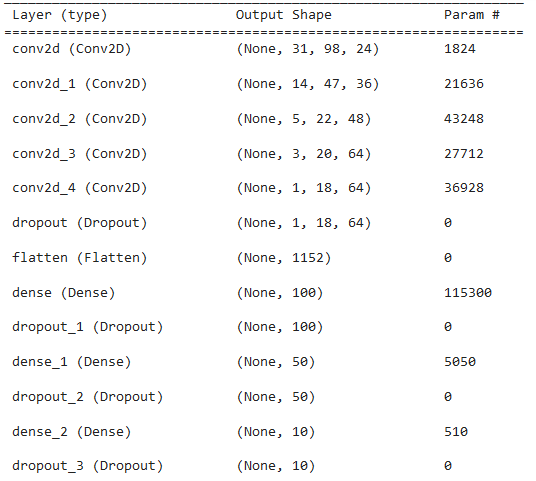 Layer (type) Output Shape Param #
=================================================================
conv2d (Conv2D) (None, 31, 98, 24) 1824
conv2d_1 (Conv2D) (None, 14, 47, 36) 21636
conv2d_2 (Conv2D) (None, 5, 22, 48) 43248
conv2d_3 (Conv2D) (None, 3, 20, 64) 27712
conv2d_4 (Conv2D) (None, 1, 18, 64) 36928
dropout (Dropout) (None, 1, 18, 64) 0
flatten (Flatten) (None, 1152) 0
dense (Dense) (None, 100) 115300
dropout_1 (Dropout) (None, 100) 0
dense_1 (Dense) (None, 50) 5050
dropout_2 (Dropout) (None, 50) 0
dense_2 (Dense) (None, 10) 510
dropout_3 (Dropout) (None, 10) 0